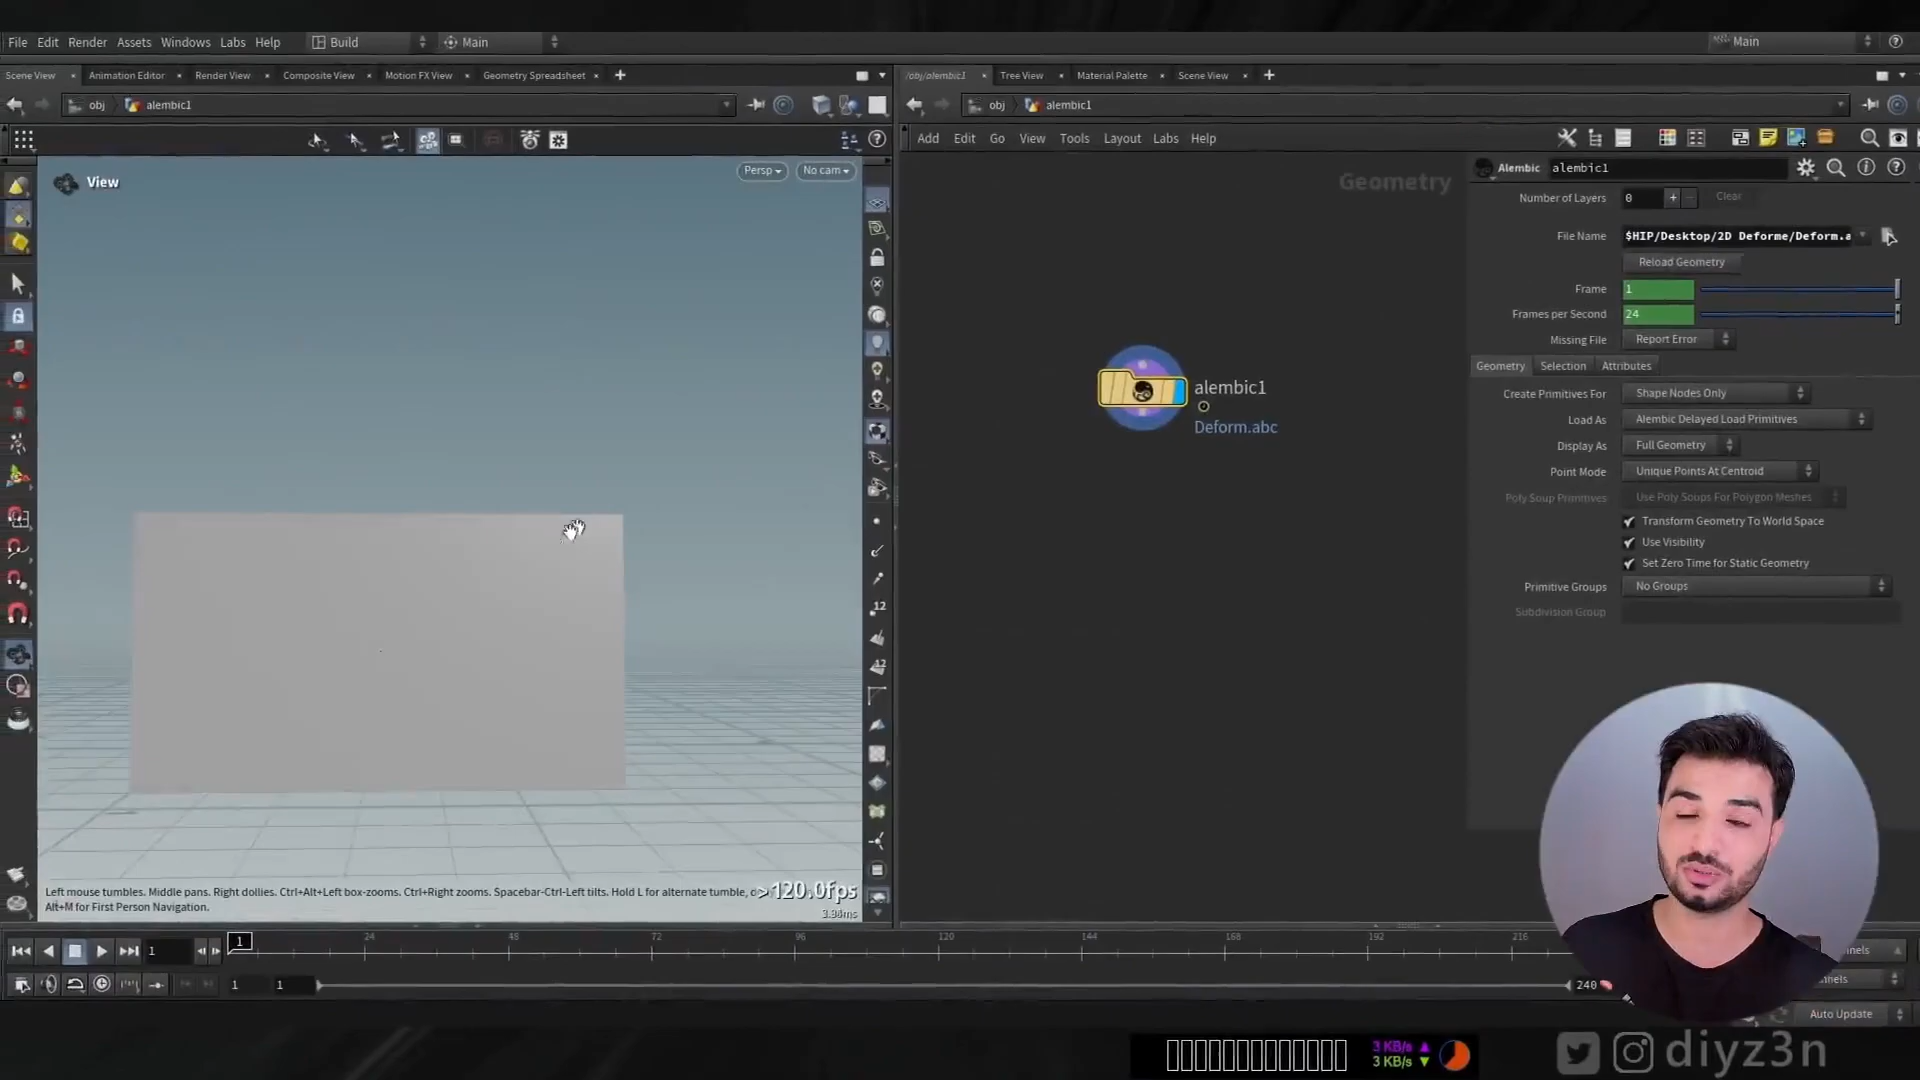 File Edit Render Assets Windows Labs Help Build Main Main
Scene View Animation Editor Render View Composite View Motion FX View Geometry Spreadsheet
/obj/alembic1 Tree View Material Palette Scene View
obj alembic1
obj alembic1
Add Edit Go View Tools Layout Labs Help
View
Persp
No cam
Geometry
Alembic alembic1
Number of Layers 0 Clear
File Name $HIP/Desktop/2D Deforme/Deform.a
Reload Geometry
Frame 1
Frames per Second 24
Missing File Report Error
Geometry Selection Attributes
Create Primitives For Shape Nodes Only
Load As Alembic Delayed Load Primitives
Display As Full Geometry
Point Mode Unique Points At Centroid
Poly Soup Primitives Use Poly Soups For Polygon Meshes
Transform Geometry To World Space
Use Visibility
Set Zero Time for Static Geometry
Primitive Groups No Groups
Subdivision Group
alembic1
Deform.abc
12
12
Left mouse tumbles. Middle pans. Right dollies. Ctrl+Alt+Left box-zooms. Ctrl+Right zooms. Spacebar-Ctrl-Left tilts. Hold L for alternate tumble,
Alt+M for First Person Navigation.
>120.0fps
3.98ms
1 1 24 48 72 96 120 144 168 192 216
1 1 240
Auto Update
3 KB/s
3 KB/s
diyz3n